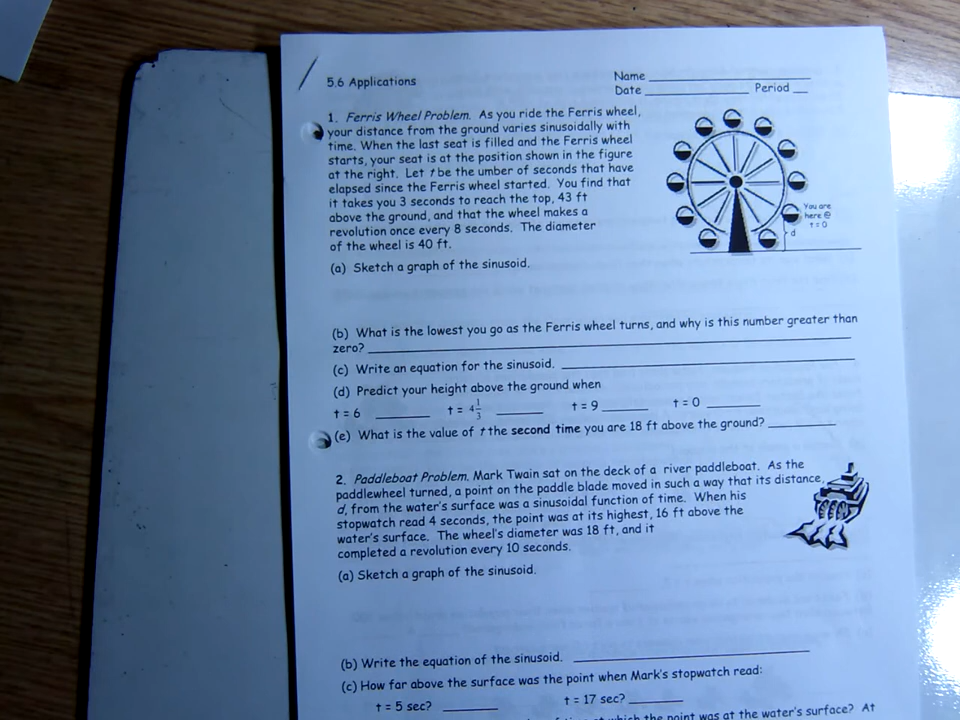 5.6 Applications
Name
Date Period
1. Ferris Wheel Problem. As you ride the Ferris wheel,
your distance from the ground varies sinusoidally with
time. When the last seat is filled and the Ferris wheel
starts, your seat is at the position shown in the figure
at the right. Let t be the umber of seconds that have
elapsed since the Ferris wheel started. You find that
it takes you 3 seconds to reach the top, 43 ft
above the ground, and that the wheel makes a
revolution once every 8 seconds. The diameter
of the wheel is 40 ft.
You are
here @
t = 0
d
(a) Sketch a graph of the sinusoid.
(b) What is the lowest you go as the Ferris wheel turns, and why is this number greater than
zero?
(c) Write an equation for the sinusoid.
(d) Predict your height above the ground when
t = 6 t = 4 1/3 t = 9 t = 0
(e) What is the value of t the second time you are 18 ft above the ground?
2. Paddleboat Problem. Mark Twain sat on the deck of a river paddleboat. As the
paddlewheel turned, a point on the paddle blade moved in such a way that its distance,
d, from the water's surface was a sinusoidal function of time. When his
stopwatch read 4 seconds, the point was at its highest, 16 ft above the
water's surface. The wheel's diameter was 18 ft, and it
completed a revolution every 10 seconds.
(a) Sketch a graph of the sinusoid.
(b) Write the equation of the sinusoid.
(c) How far above the surface was the point when Mark's stopwatch read:
t = 5 sec? t = 17 sec?
which the point was at the water's surface? At